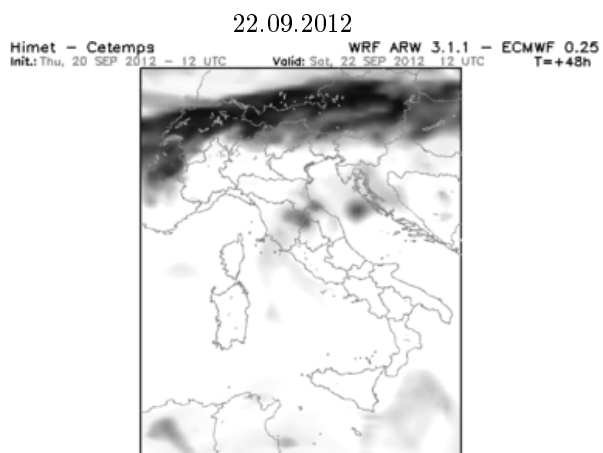 22.09.2012
Himet - Cetemps WRF ARW 3.1.1 - ECMWF 0.25
Init.: Thu, 20 SEP 2012 - 12 UTC Valid: Sat, 22 SEP 2012 12 UTC T=+48h